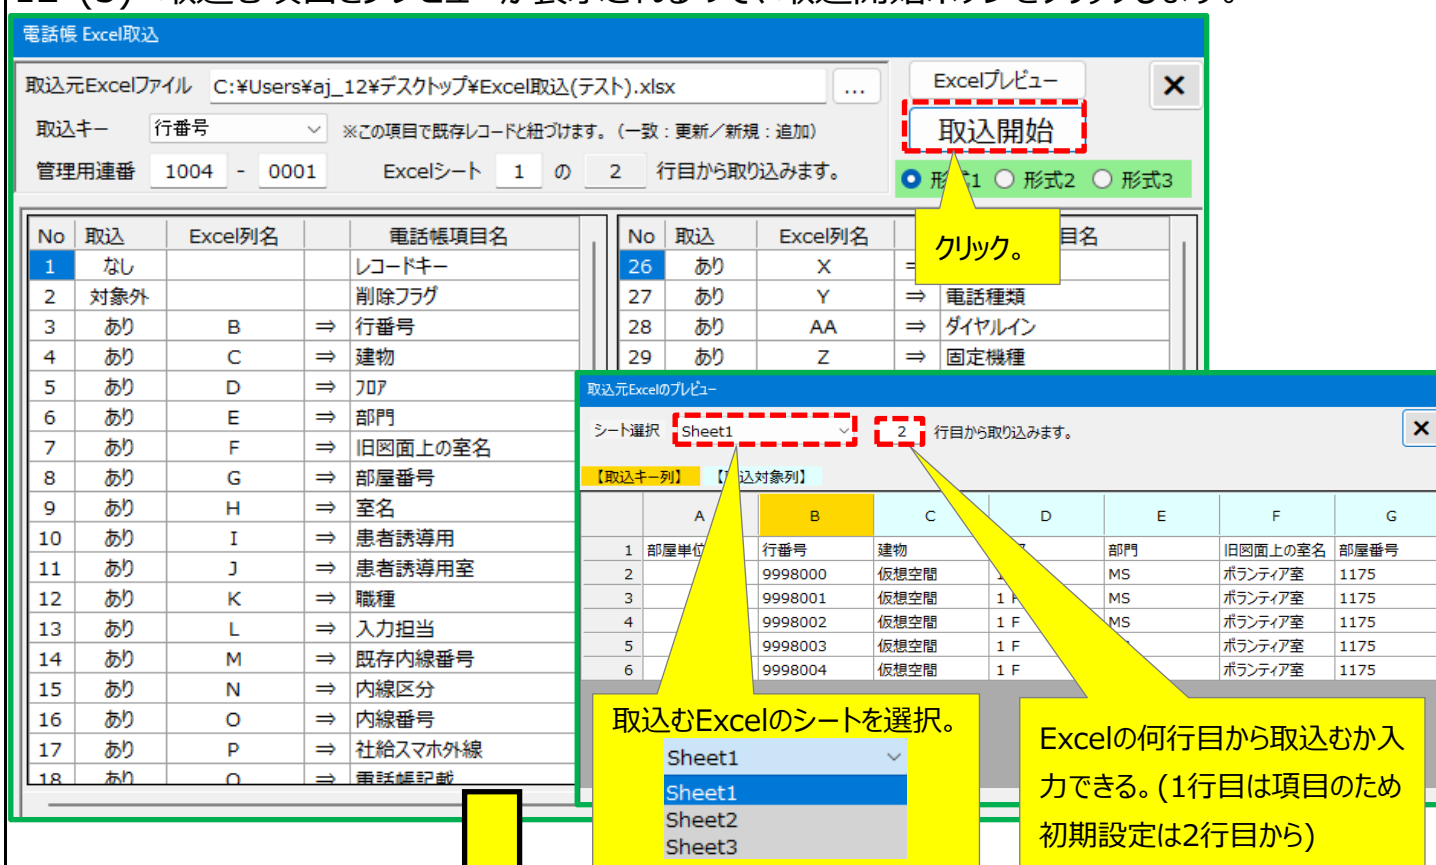 電話帳 Excel取込
取込元Excelファイル C:¥Users¥aj_12¥デスクトップ¥Excel取込(テスト).xlsx ... Excelプレビュー ×
取込キー 行番号 ※この項目で既存レコードと紐づけます。(一致:更新/新規:追加) 取込開始
管理用連番 1004 - 0001 Excelシート 1 の 2 行目から取り込みます。
形式1 形式2 形式3
クリック。
No 取込 Excel列名 電話帳項目名
1 なし レコードキー
2 対象外 削除フラグ
3 あり B ⇒ 行番号
4 あり C ⇒ 建物
5 あり D ⇒ フロア
6 あり E ⇒ 部門
7 あり F ⇒ 旧図面上の室名
8 あり G ⇒ 部屋番号
9 あり H ⇒ 室名
10 あり I ⇒ 患者誘導用
11 あり J ⇒ 患者誘導用室
12 あり K ⇒ 職種
13 あり L ⇒ 入力担当
14 あり M ⇒ 既存内線番号
15 あり N ⇒ 内線区分
16 あり O ⇒ 内線番号
17 あり P ⇒ 社給スマホ外線
18 あり Q ⇒ 電話帳記載
No 取込 Excel列名 目名
26 あり X ⇒
27 あり Y ⇒ 電話種類
28 あり AA ⇒ ダイヤルイン
29 あり Z ⇒ 固定機種
取込元Excelのプレビュー
シート選択 Sheet1 2 行目から取り込みます。 ×
【取込キー列】 【取込対象列】
A B C D E F G
1 部屋単位 行番号 建物 部門 旧図面上の室名 部屋番号
2 9998000 仮想空間 1 MS ボランティア室 1175
3 9998001 仮想空間 1 F MS ボランティア室 1175
4 9998002 仮想空間 1 F MS ボランティア室 1175
5 9998003 仮想空間 1 F ボランティア室 1175
6 9998004 仮想空間 1 F ボランティア室 1175
取込むExcelのシートを選択。
Sheet1
Sheet1
Sheet2
Sheet3
Excelの何行目から取込むか入
力できる。(1行目は項目のため
初期設定は2行目から)